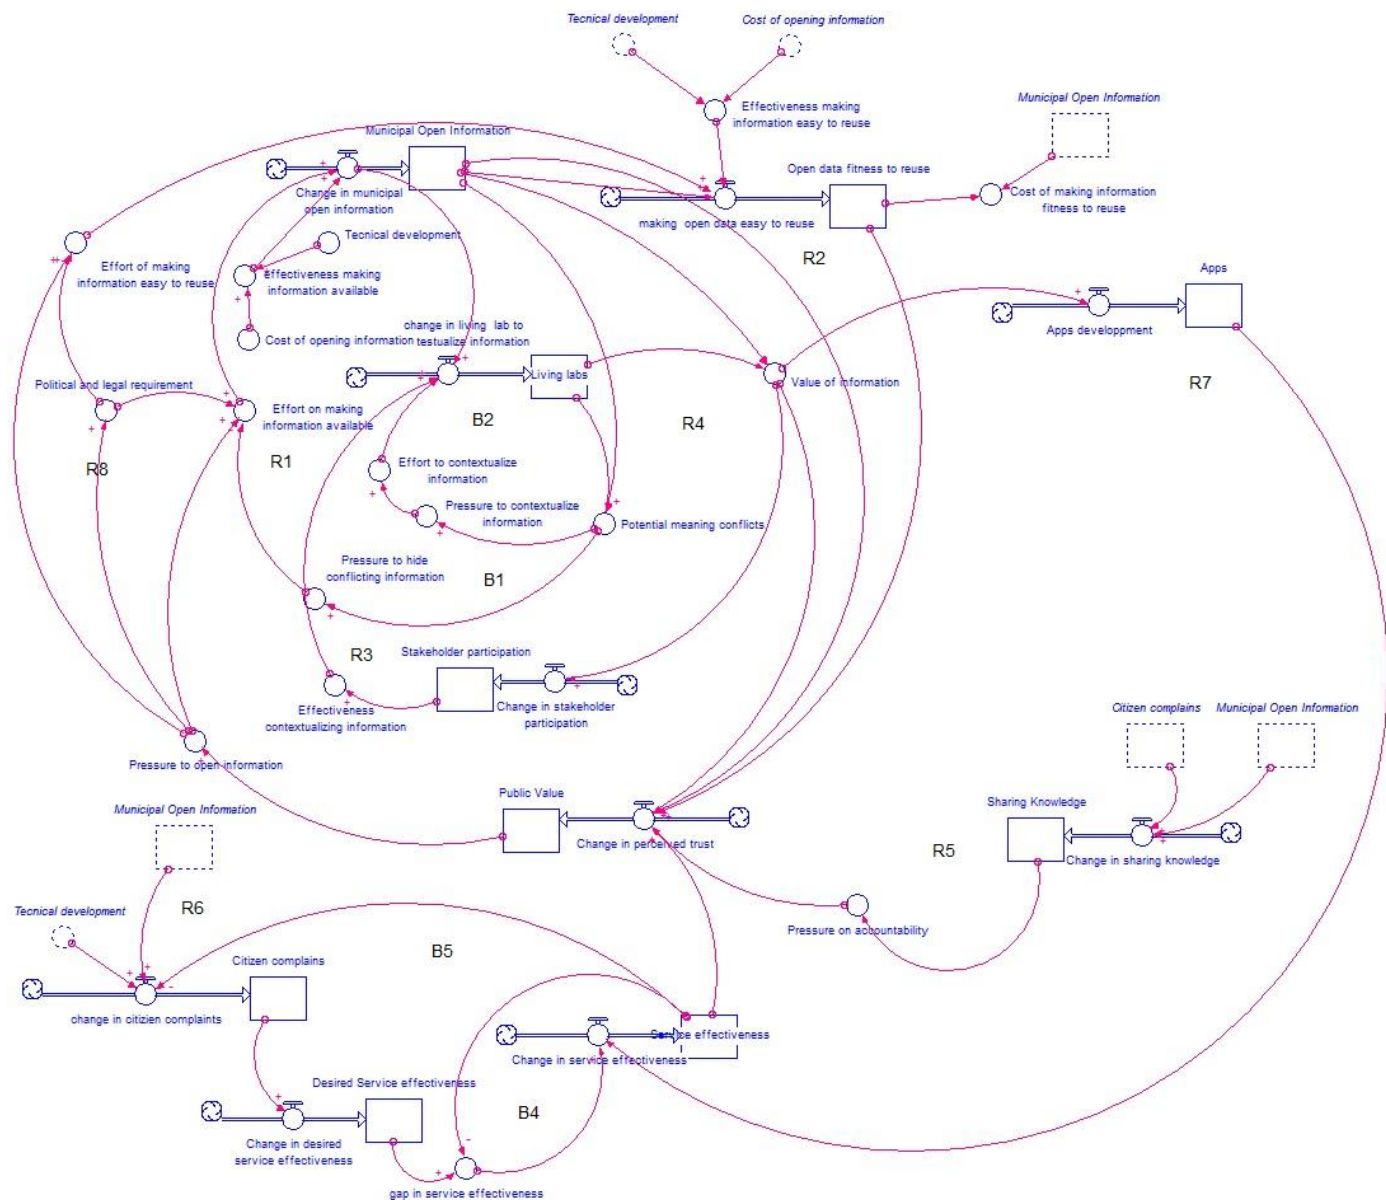 Tecnical development
Cost of opening information
Effectiveness making
information easy to reuse
Municipal Open Information
Municipal Open Information
Change in municipal
open information
Open data fitness to reuse
making open data easy to reuse
Cost of making information
fitness to reuse
R2
Tecnical development
Effort of making
information easy to reuse
effectiveness making
information available
Cost of opening information
change in living lab to
testualize information
Apps
Apps developpment
R7
Living labs
Value of information
Political and legal requirement
Effort on making
information available
B2
R4
R8
R1
Effort to contextualize
information
Pressure to contextualize
information
Potential meaning conflicts
Pressure to hide
conflicting information
B1
R3
Stakeholder participation
Effectiveness
contextualizing information
Change in stakeholder
participation
Pressure to open information
Citizen complains
Municipal Open Information
Municipal Open Information
Public Value
Change in perceived trust
Sharing Knowledge
Change in sharing knowledge
R5
R6
Tecnical development
Pressure on accountability
B5
Citizen complains
change in citizien complaints
Service effectiveness
Change in service effectiveness
Desired Service effectiveness
B4
Change in desired
service effectiveness
gap in service effectiveness